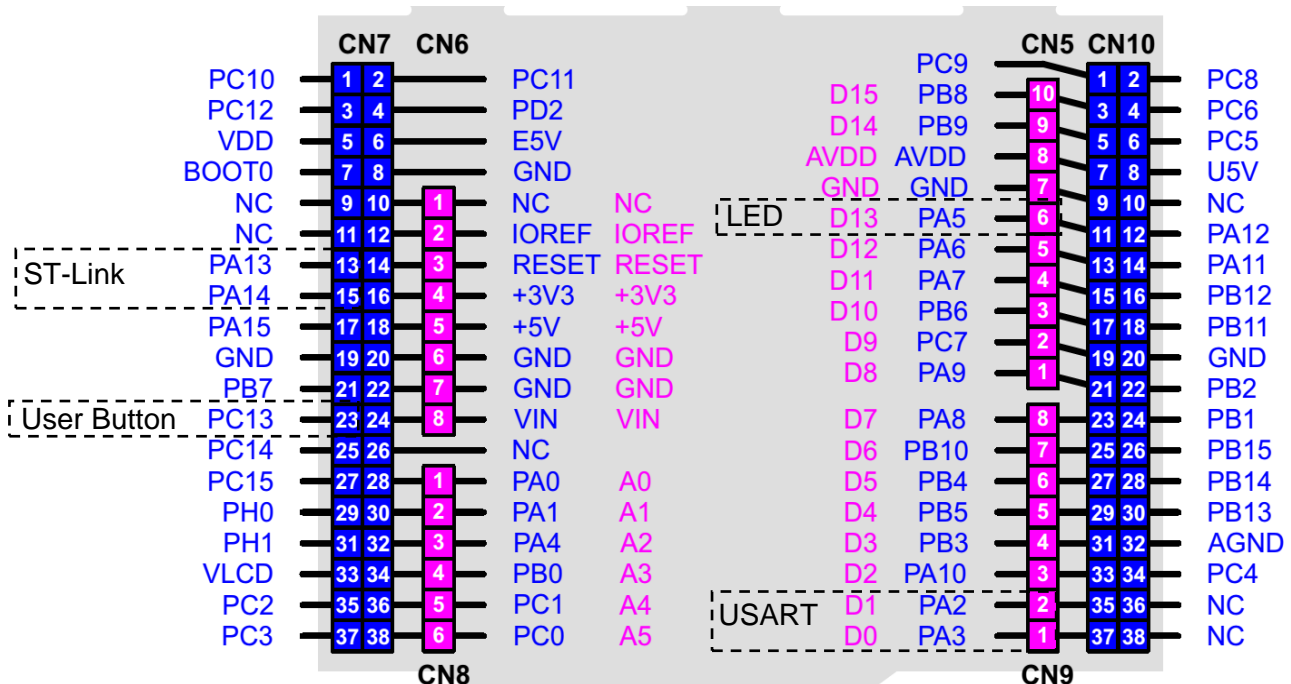 CN7 CN6 CN5 CN10
PC9
PC10 1 2 PC11 1 2 PC8
D15 PB8 10
PC12 3 4 PD2 3 4 PC6
D14 PB9 9
VDD 5 6 E5V 5 6 PC5
AVDD AVDD 8
BOOT0 7 8 GND 7 8 U5V
GND GND 7
NC 9 10 1 NC NC 9 10 NC
LED D13 PA5 6
NC 11 12 2 IOREF IOREF 11 12 PA12
D12 PA6 5
ST-Link PA13 13 14 3 RESET RESET 13 14 PA11
D11 PA7 4
PA14 15 16 4 +3V3 +3V3 15 16 PB12
D10 PB6 3
PA15 17 18 5 +5V +5V 17 18 PB11
D9 PC7 2
GND 19 20 6 GND GND 19 20 GND
D8 PA9 1
PB7 21 22 7 GND GND 21 22 PB2
User Button PC13 23 24 8 VIN VIN D7 PA8 8 23 24 PB1
PC14 25 26 NC D6 PB10 7 25 26 PB15
PC15 27 28 1 PA0 A0 D5 PB4 6 27 28 PB14
PH0 29 30 2 PA1 A1 D4 PB5 5 29 30 PB13
PH1 31 32 3 PA4 A2 D3 PB3 4 31 32 AGND
VLCD 33 34 4 PB0 A3 D2 PA10 3 33 34 PC4
PC2 35 36 5 PC1 A4 USART D1 PA2 2 35 36 NC
PC3 37 38 6 PC0 A5 D0 PA3 1 37 38 NC
CN8 CN9